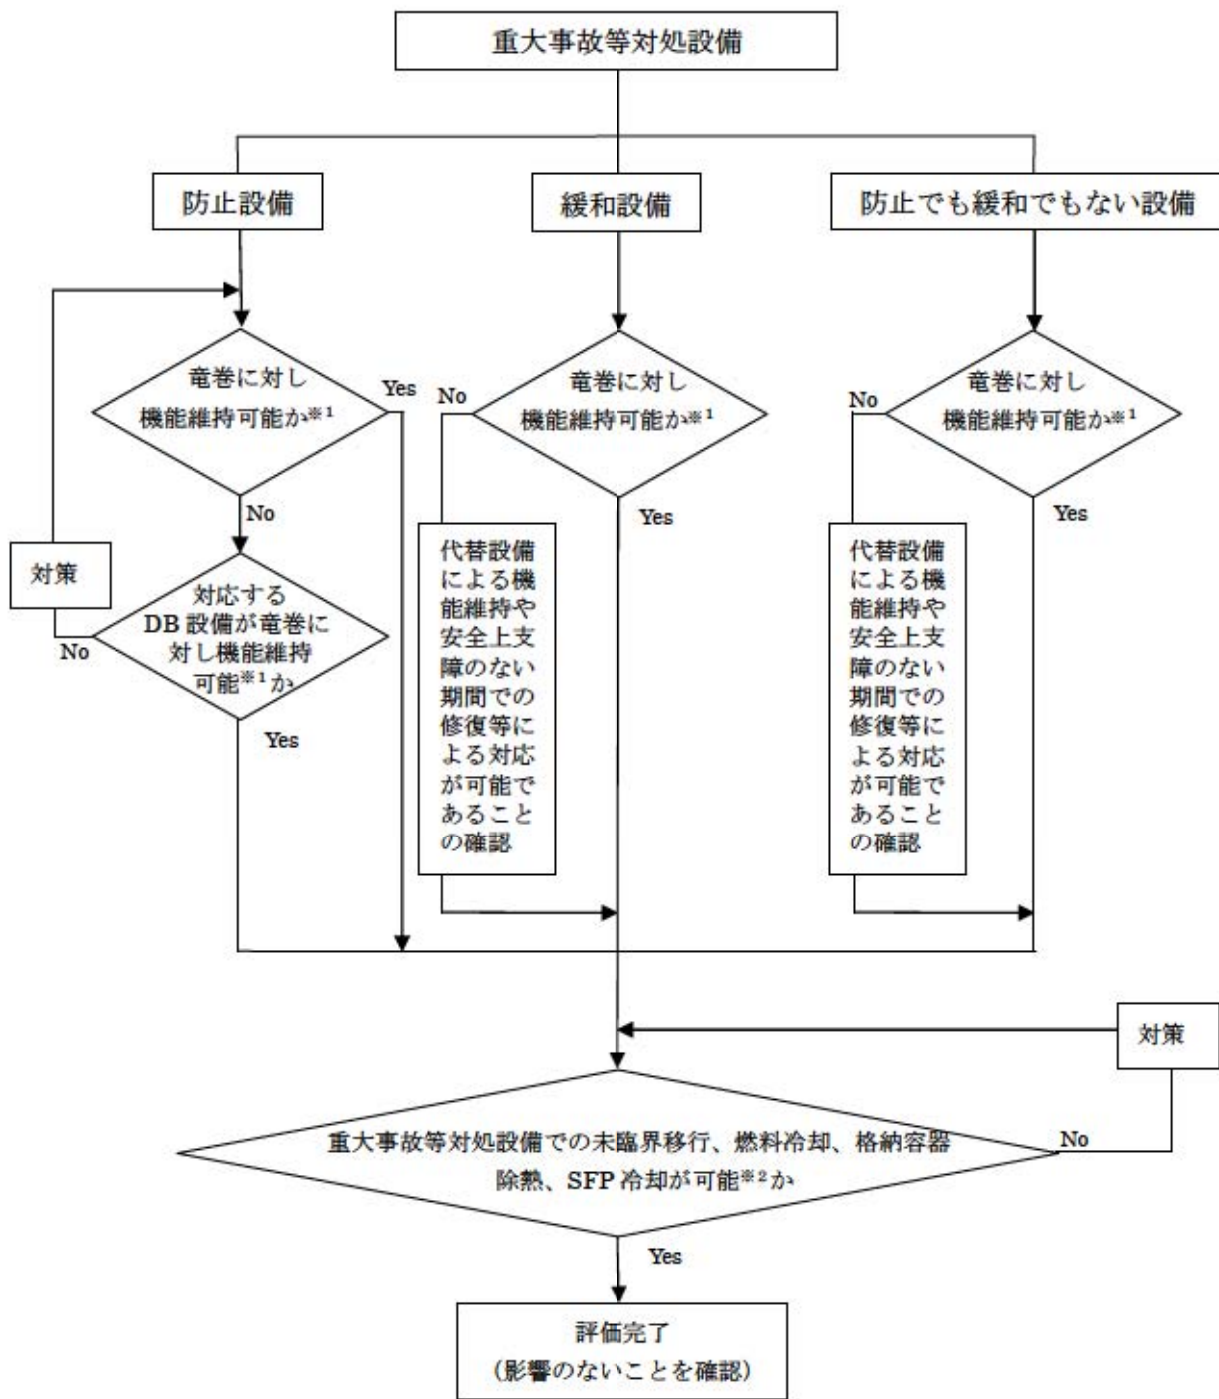 重大事故等対処設備
防止設備
緩和設備
防止でも緩和でもない設備
竜巻に対し
機能維持可能か※1
Yes
No
対応する
DB 設備が竜巻に
対し機能維持
可能※1か
No
対策
Yes
竜巻に対し
機能維持可能か※1
No
Yes
代替設備
による機
能維持や
安全上支
障のない
期間での
修復等に
よる対応
が可能で
あること
の確認
竜巻に対し
機能維持可能か※1
No
Yes
代替設備
による機
能維持や
安全上支
障のない
期間での
修復等に
よる対応
が可能で
あること
の確認
対策
重大事故等対処設備での未臨界移行、燃料冷却、格納容器
除熱、SFP 冷却が可能※2か
No
Yes
評価完了
（影響のないことを確認）